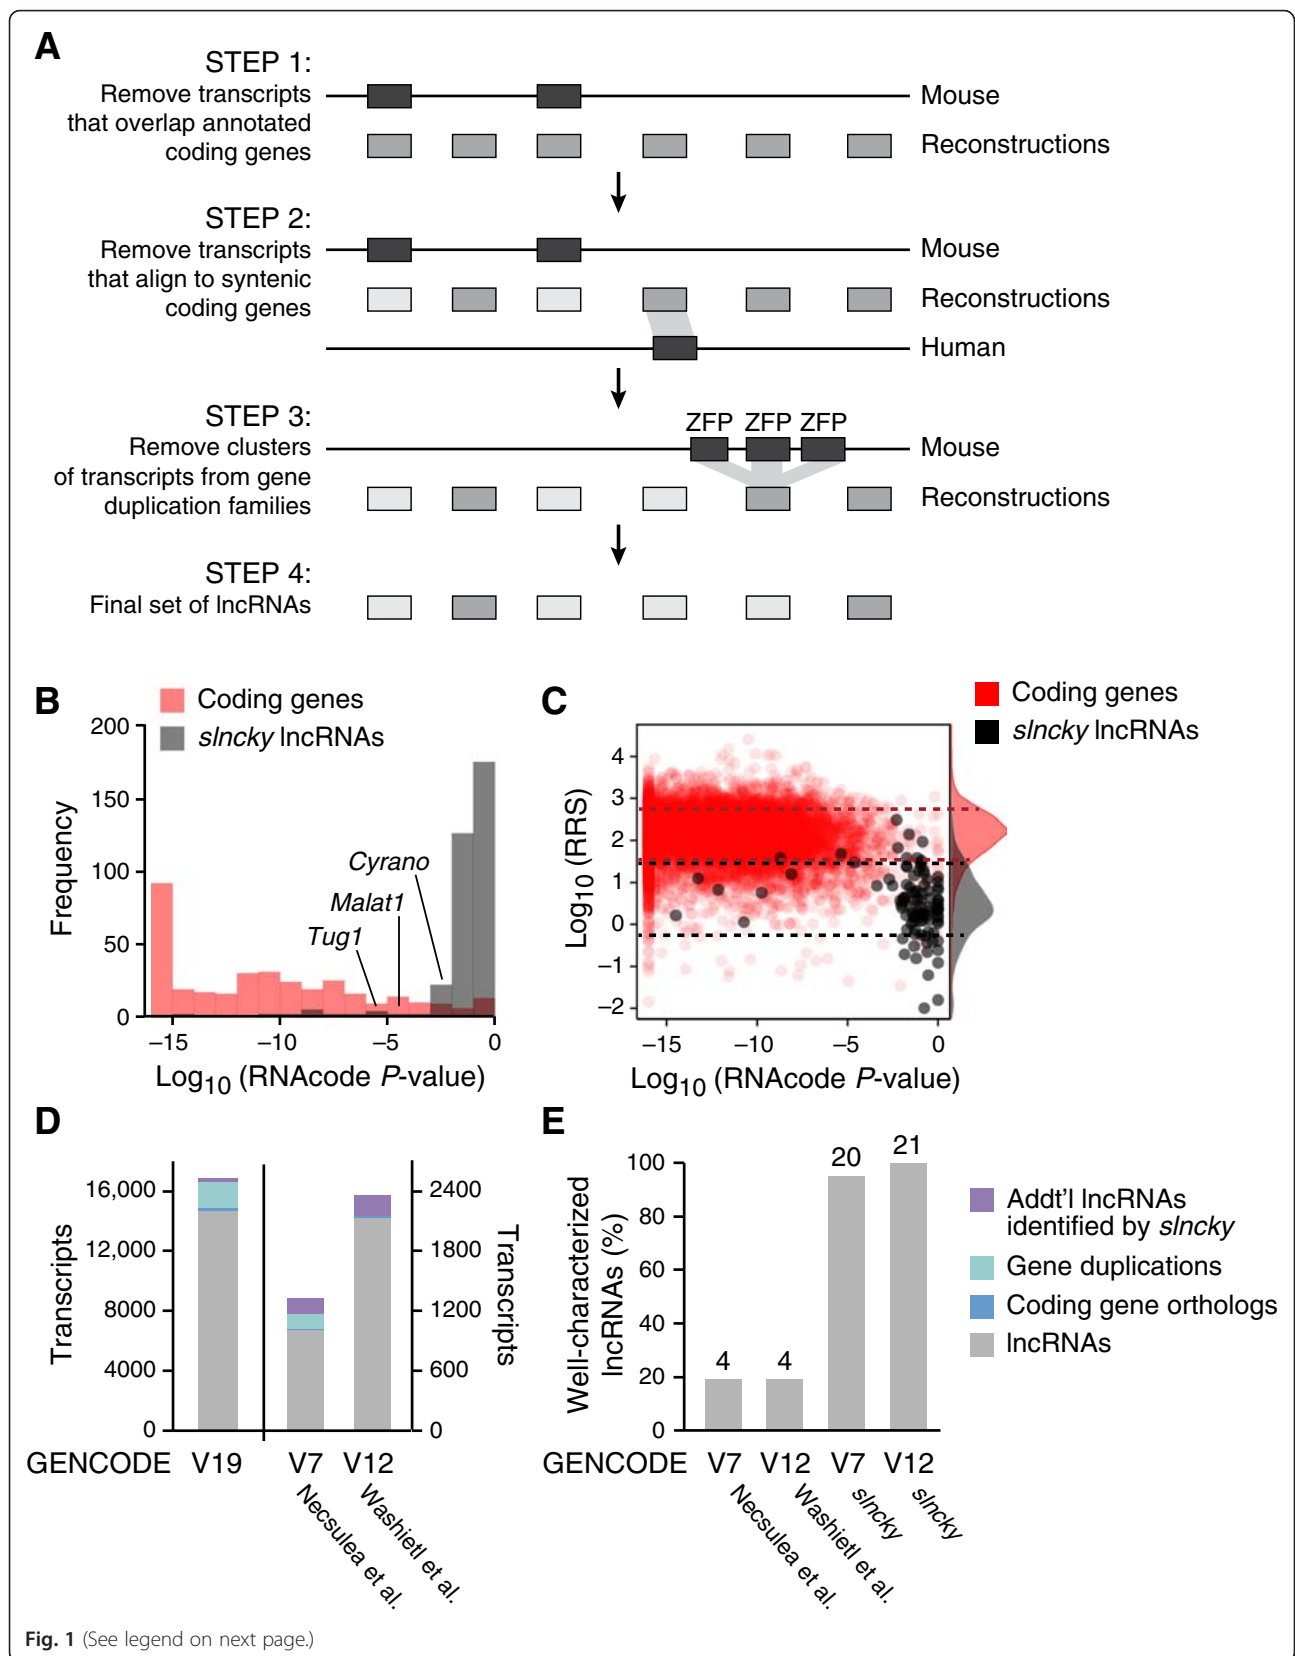 A
STEP 1:
Remove transcripts
that overlap annotated
coding genes
Mouse
Reconstructions
STEP 2:
Remove transcripts
that align to syntenic
coding genes
Mouse
Reconstructions
Human
STEP 3:
Remove clusters
of transcripts from gene
duplication families
ZFP ZFP ZFP
Mouse
Reconstructions
STEP 4:
Final set of lncRNAs
B
Coding genes
slncky lncRNAs
200
150
100
50
0
Frequency
Cyrano
Malat1
Tug1
–15 –10 –5 0
Log10 (RNAcode P-value)
C
Coding genes
slncky lncRNAs
4
3
2
1
0
–1
–2
Log10 (RRS)
–15 –10 –5 0
Log10 (RNAcode P-value)
D
16,000
12,000
8000
4000
0
Transcripts
2400
1800
1200
600
0
Transcripts
GENCODE V19 V7 V12
Necsulea et al.
Washietl et al.
E
100
80
60
40
20
0
Well-characterized
lncRNAs (%)
4 4 20 21
GENCODE V7 V12 V7 V12
Necsulea et al.
Washietl et al.
slncky
slncky
Addt'l lncRNAs
identified by slncky
Gene duplications
Coding gene orthologs
lncRNAs
Fig. 1 (See legend on next page.)